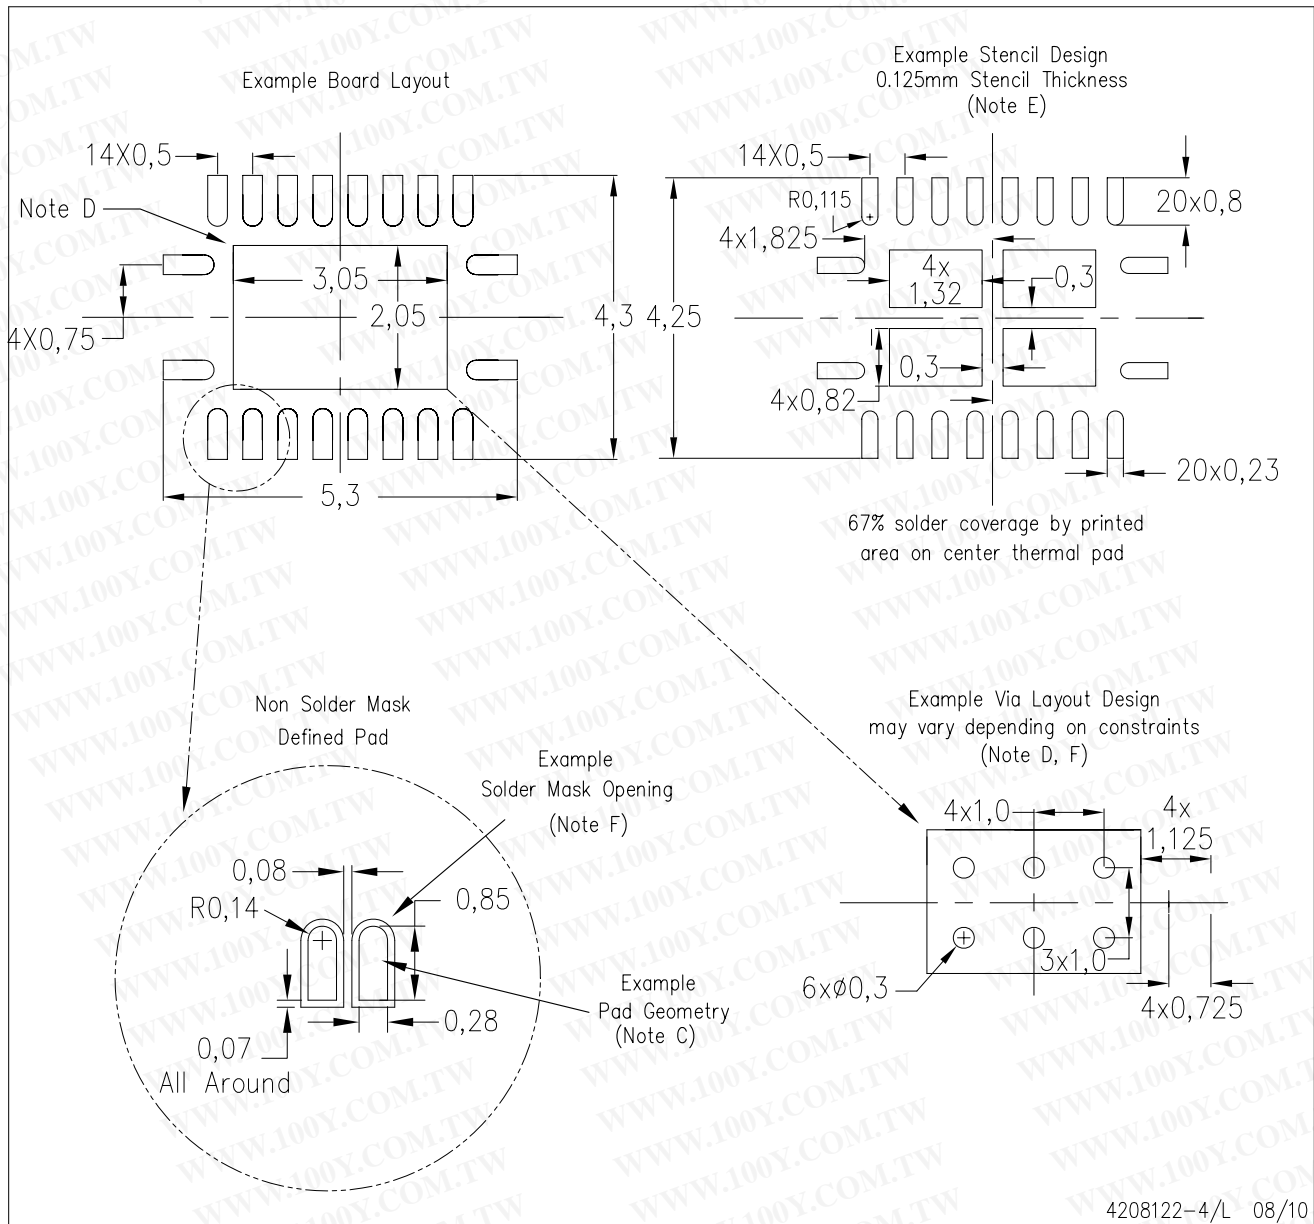 Example Board Layout
14X0,5
Note D
3,05
2,05
4X0,75
4,3
5,3
Example Stencil Design
0.125mm Stencil Thickness
(Note E)
14X0,5
R0,115
20x0,8
4x1,825
4x
1,32
0,3
4,25
0,3
4x0,82
20x0,23
67% solder coverage by printed
area on center thermal pad
Non Solder Mask
Defined Pad
Example
Solder Mask Opening
(Note F)
0,08
R0,14
0,85
Example
Pad Geometry
(Note C)
0,28
0,07
All Around
Example Via Layout Design
may vary depending on constraints
(Note D, F)
4x1,0
4x
1,125
3x1,0
6xø0,3
4x0,725
4208122-4/L 08/10
WWW.100Y.COM.TW